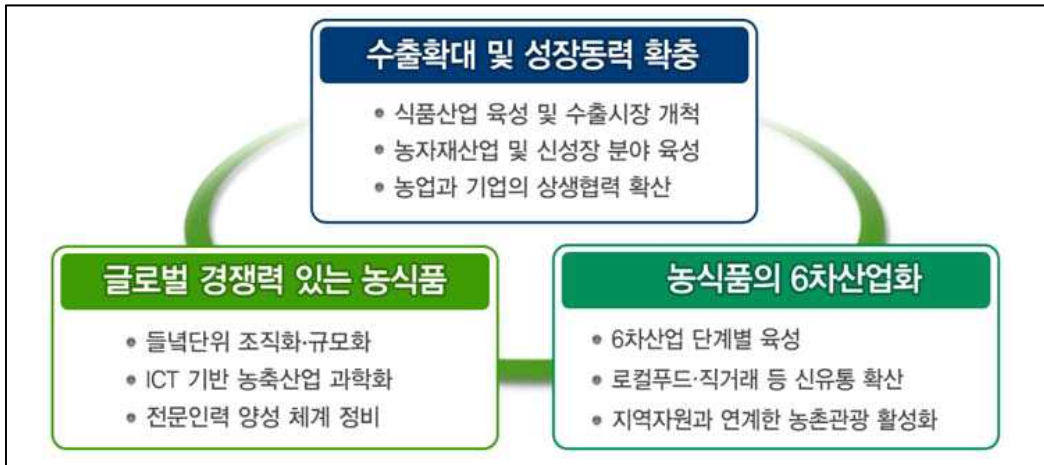 수출확대 및 성장동력 확충
• 식품산업 육성 및 수출시장 개척
• 농자재산업 및 신성장 분야 육성
• 농업과 기업의 상생협력 확산
글로벌 경쟁력 있는 농식품
• 들녘단위 조직화·규모화
• ICT 기반 농축산업 과학화
• 전문인력 양성 체계 정비
농식품의 6차산업화
• 6차산업 단계별 육성
• 로컬푸드·직거래 등 신유통 확산
• 지역자원과 연계한 농촌관광 활성화